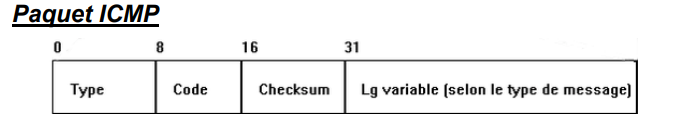 Paquet ICMP
0 8 16 31
Type Code Checksum Lg variable (selon le type de message)